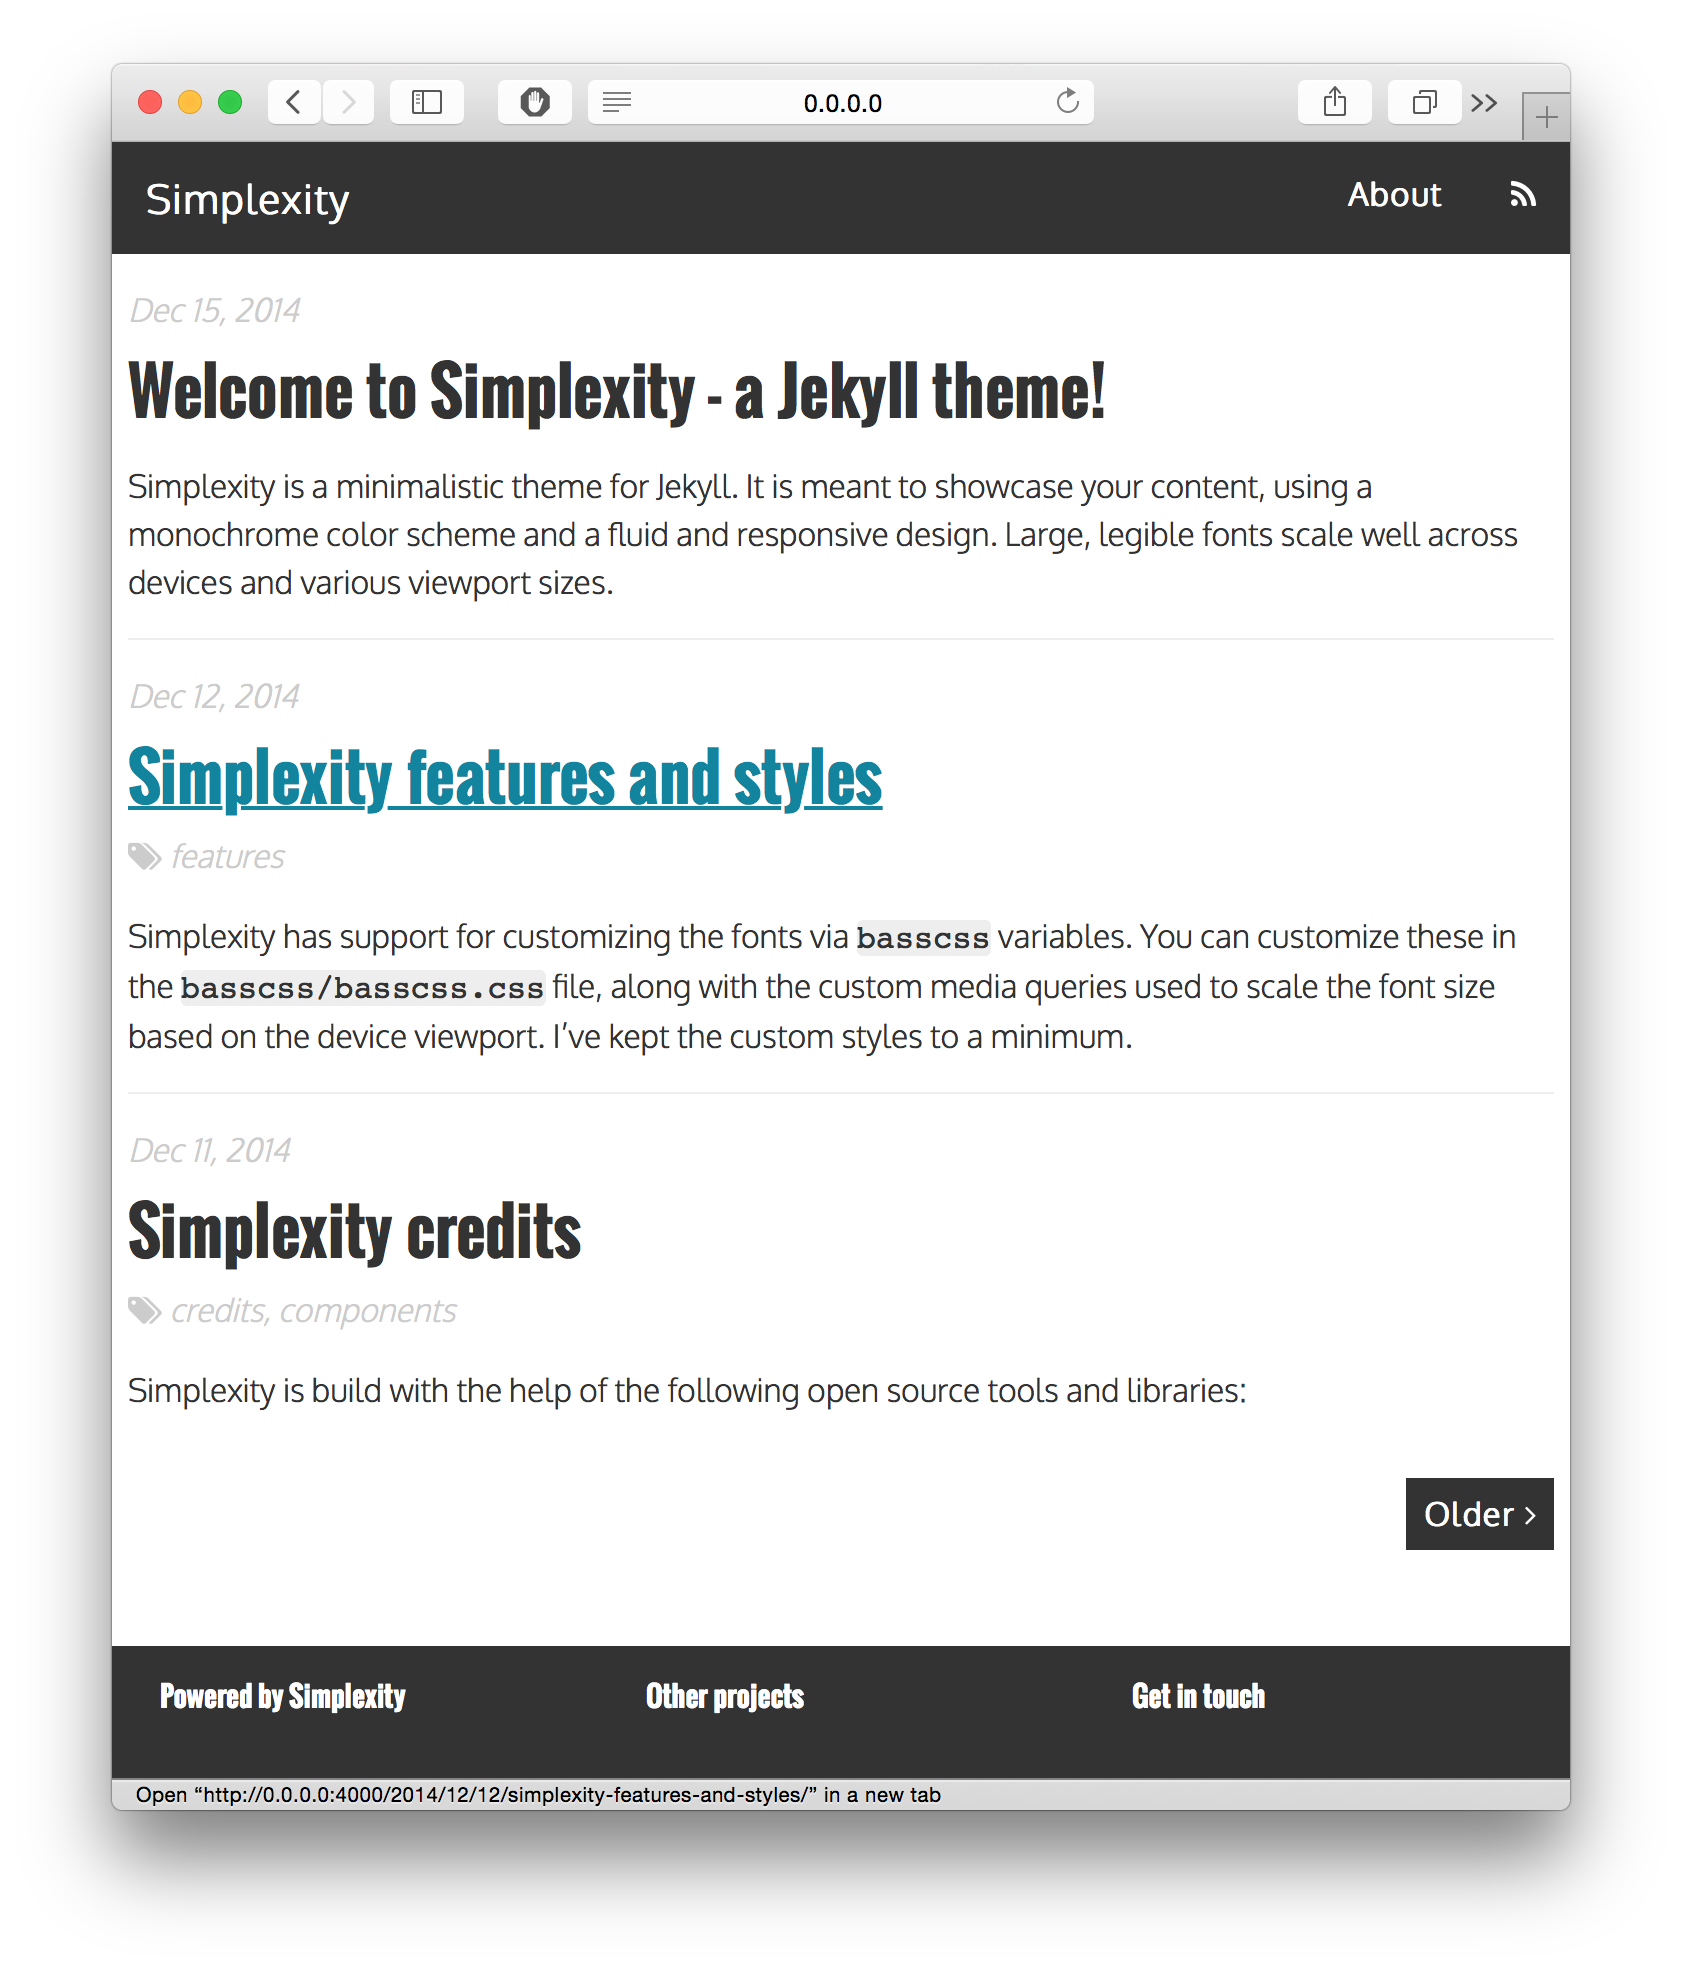 0.0.0.0
Simplexity
About
Dec 15, 2014
Welcome to Simplexity - a Jekyll theme!
Simplexity is a minimalistic theme for Jekyll. It is meant to showcase your content, using a
monochrome color scheme and a fluid and responsive design. Large, legible fonts scale well across
devices and various viewport sizes.
Dec 12, 2014
Simplexity features and styles
features
Simplexity has support for customizing the fonts via basscss variables. You can customize these in
the basscss/basscss.css file, along with the custom media queries used to scale the font size
based on the device viewport. I’ve kept the custom styles to a minimum.
Dec 11, 2014
Simplexity credits
credits, components
Simplexity is build with the help of the following open source tools and libraries:
Older ›
Powered by Simplexity
Other projects
Get in touch
Open “http://0.0.0.0:4000/2014/12/12/simplexity-features-and-styles/” in a new tab